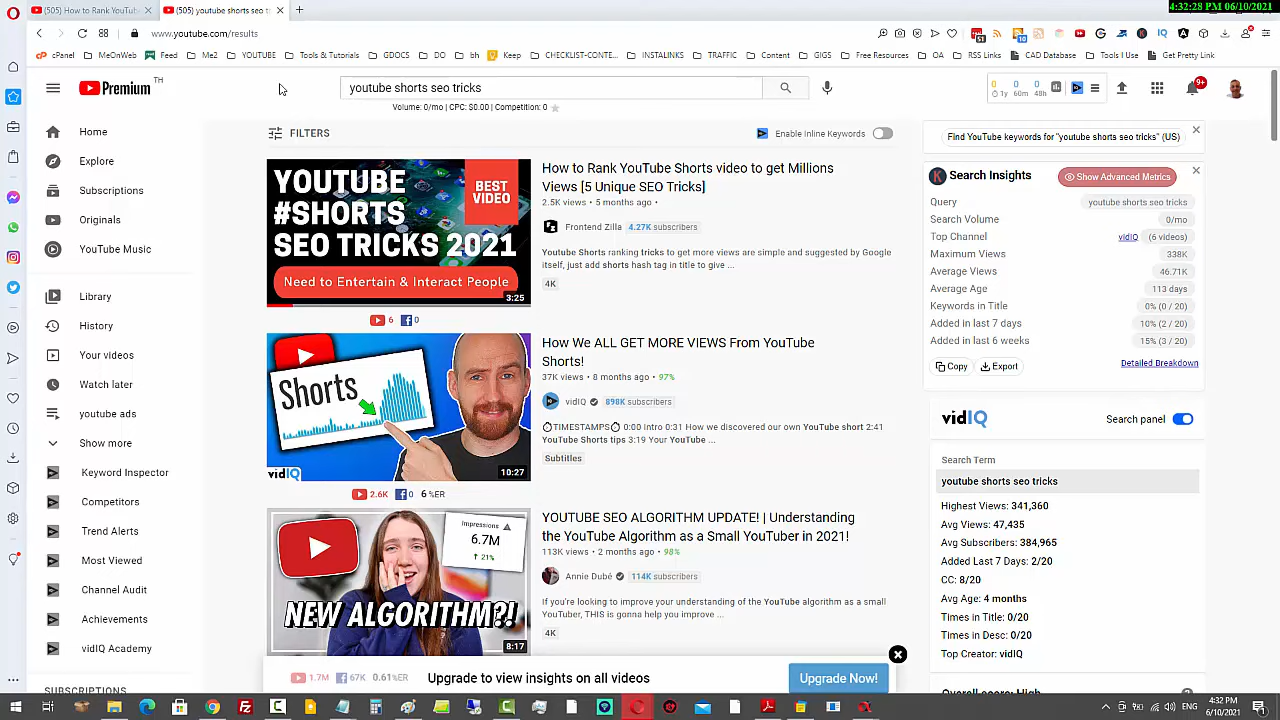 4:32:28 PM 06/10/2021
(505) How to Rank YouTube
(505) youtube shorts seo tr
www.youtube.com/results
cPanel
MeOnWeb
Feed
Me2
YOUTUBE
Tools & Tutorials
GDOCS
DO
bh
Keep
CHECKLIST-CONTE...
INSTALINKS
TRAFFIC
Content
GIGS
Free Resources
OA
RSS Links
CAD Database
Tools I Use
GetPaidTo.Link
Premium TH
youtube shorts seo tricks
Volume: 0/mo | CPC: $0.00 | Competition: 0
0 0 0
1y 60m 48h
9+
Home
Explore
Subscriptions
Originals
YouTube Music
Library
History
Your videos
Watch later
youtube ads
Show more
Keyword Inspector
Competitors
Trend Alerts
Most Viewed
Channel Audit
Achievements
vidIQ Academy
SUBSCRIPTIONS
FILTERS
Enable Inline Keywords
YOUTUBE
#SHORTS
SEO TRICKS 2021
BEST
VIDEO
Need to Entertain & Interact People
3:25
6 0
How to Rank YouTube Shorts video to get Millions
Views [5 Unique SEO Tricks]
2.5K views • 5 months ago •
Frontend Zilla 4.27K subscribers
Youtube Shorts ranking tricks to get more views are simple and suggested by Google
itself, just add shorts hash tag in title to give ...
4K
Shorts
vidIQ
10:27
2.6K 0 6 %ER
How We ALL GET MORE VIEWS From YouTube
Shorts!
37K views • 8 months ago • 97%
vidIQ 898K subscribers
⏱TIMESTAMPS⏱ 0:00 Intro 0:31 How we discovered our own YouTube short 2:41
YouTube Shorts tips 3:19 Your YouTube ...
Subtitles
Impressions
6.7M
↑ 21%
NEW ALGORITHM?!
8:17
YOUTUBE SEO ALGORITHM UPDATE! | Understanding
the YouTube Algorithm as a Small YouTuber in 2021!
113K views • 2 months ago • 98%
Annie Dubé 114K subscribers
If you're looking to improve your understanding of the YouTube algorithm as a small
YouTuber, THIS is gonna help you improve ...
4K
1.7M 67K 0.61%ER
Upgrade to view insights on all videos
Upgrade Now!
Find YouTube keywords for "youtube shorts seo tricks" (US)
Search Insights
Show Advanced Metrics
Query youtube shorts seo tricks
Search Volume 0/mo
Top Channel vidIQ (6 videos)
Maximum Views 338K
Average Views 46.71K
Average Age 113 days
Keywords in Title 0% (0 / 20)
Added in last 7 days 10% (2 / 20)
Added in last 6 weeks 15% (3 / 20)
Copy
Export
Detailed Breakdown
vidIQ
Search panel
Search Term
youtube shorts seo tricks
Highest Views: 341,360
Avg Views: 47,435
Avg Subscribers: 384,965
Added Last 7 Days: 2/20
CC: 8/20
Avg Age: 4 months
Times in Title: 0/20
Times in Desc: 0/20
Top Creator: vidIQ
Overall score: High
ENG
4:32 PM
6/10/2021